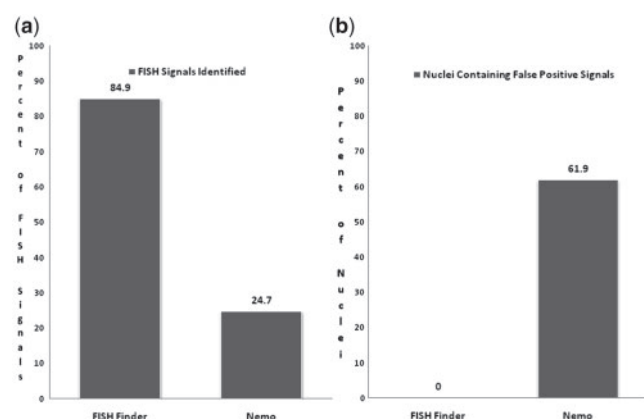 (a)
100
90
80
70
60
50
40
30
20
10
0
Percent of FISH Signals
FISH Signals Identified
84.9
24.7
FISH Finder
Nemo
(b)
100
90
80
70
60
50
40
30
20
10
0
Percent of Nuclei
Nuclei Containing False Positive Signals
0
61.9
FISH Finder
Nemo